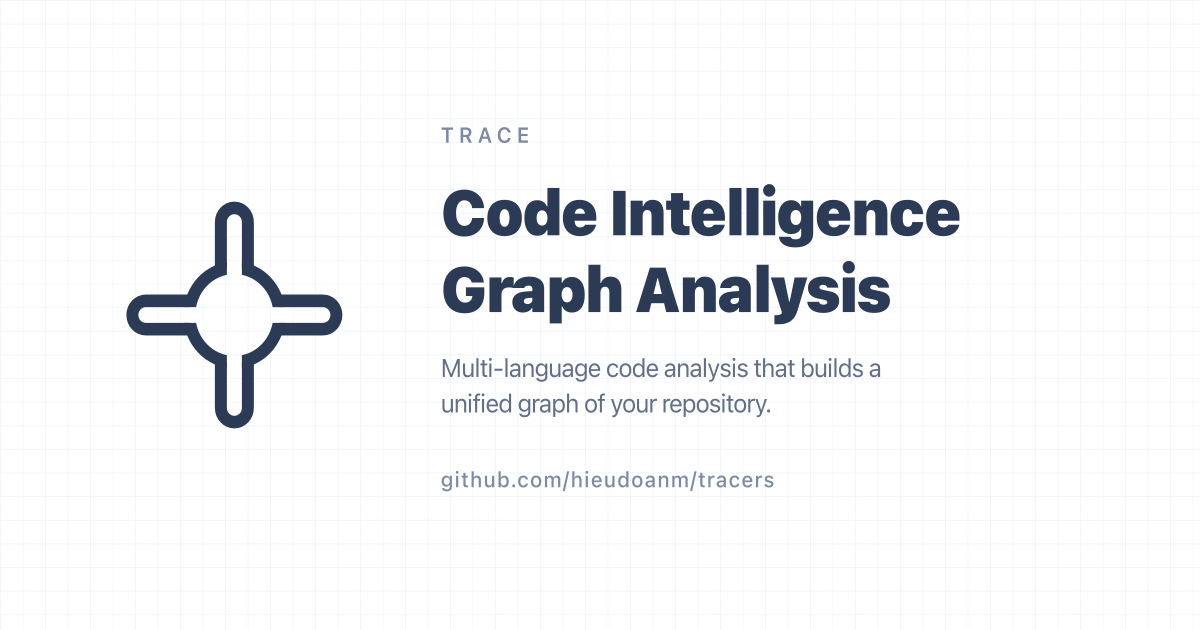 TRACE
Code Intelligence
Graph Analysis
Multi-language code analysis that builds a
unified graph of your repository.
github.com/hieudoanm/tracers